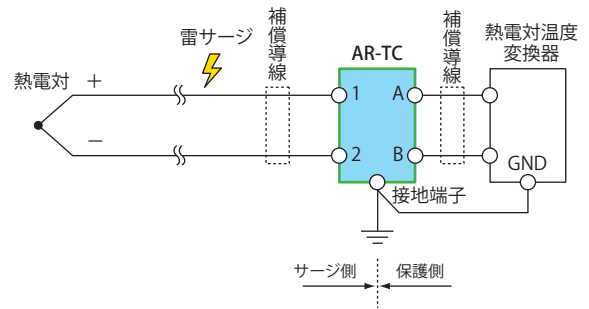 雷サージ
補償導線
AR-TC
補償導線
熱電対温度
変換器
熱電対
+
1
A
−
2
B
GND
接地端子
サージ側
保護側